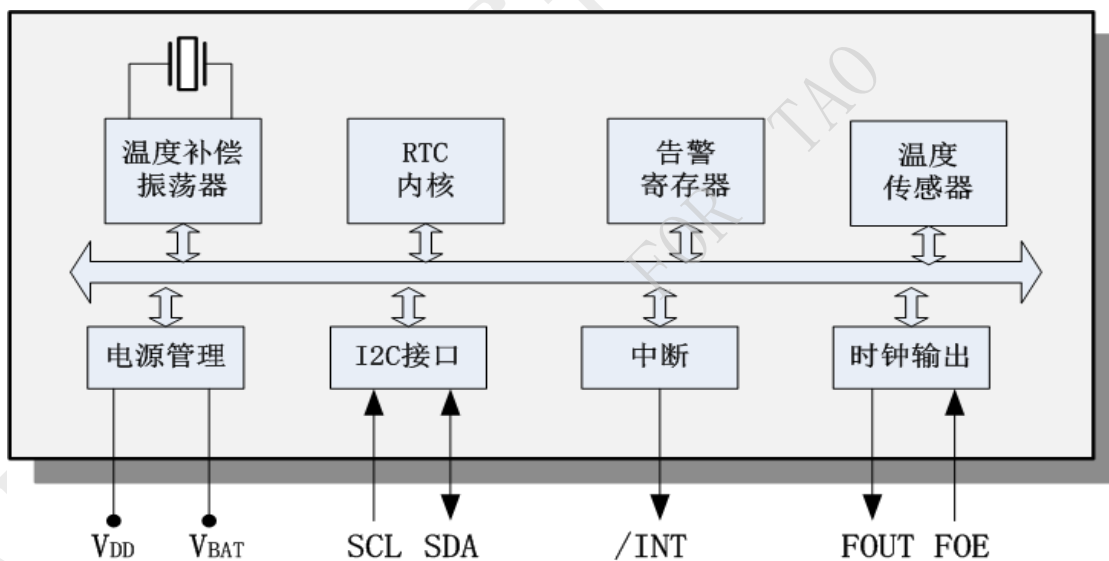 温度补偿
振荡器
RTC
内核
告警
寄存器
温度
传感器
电源管理
I2C接口
中断
时钟输出
VDD
VBAT
SCL
SDA
/INT
FOUT
FOE
FOR TAO